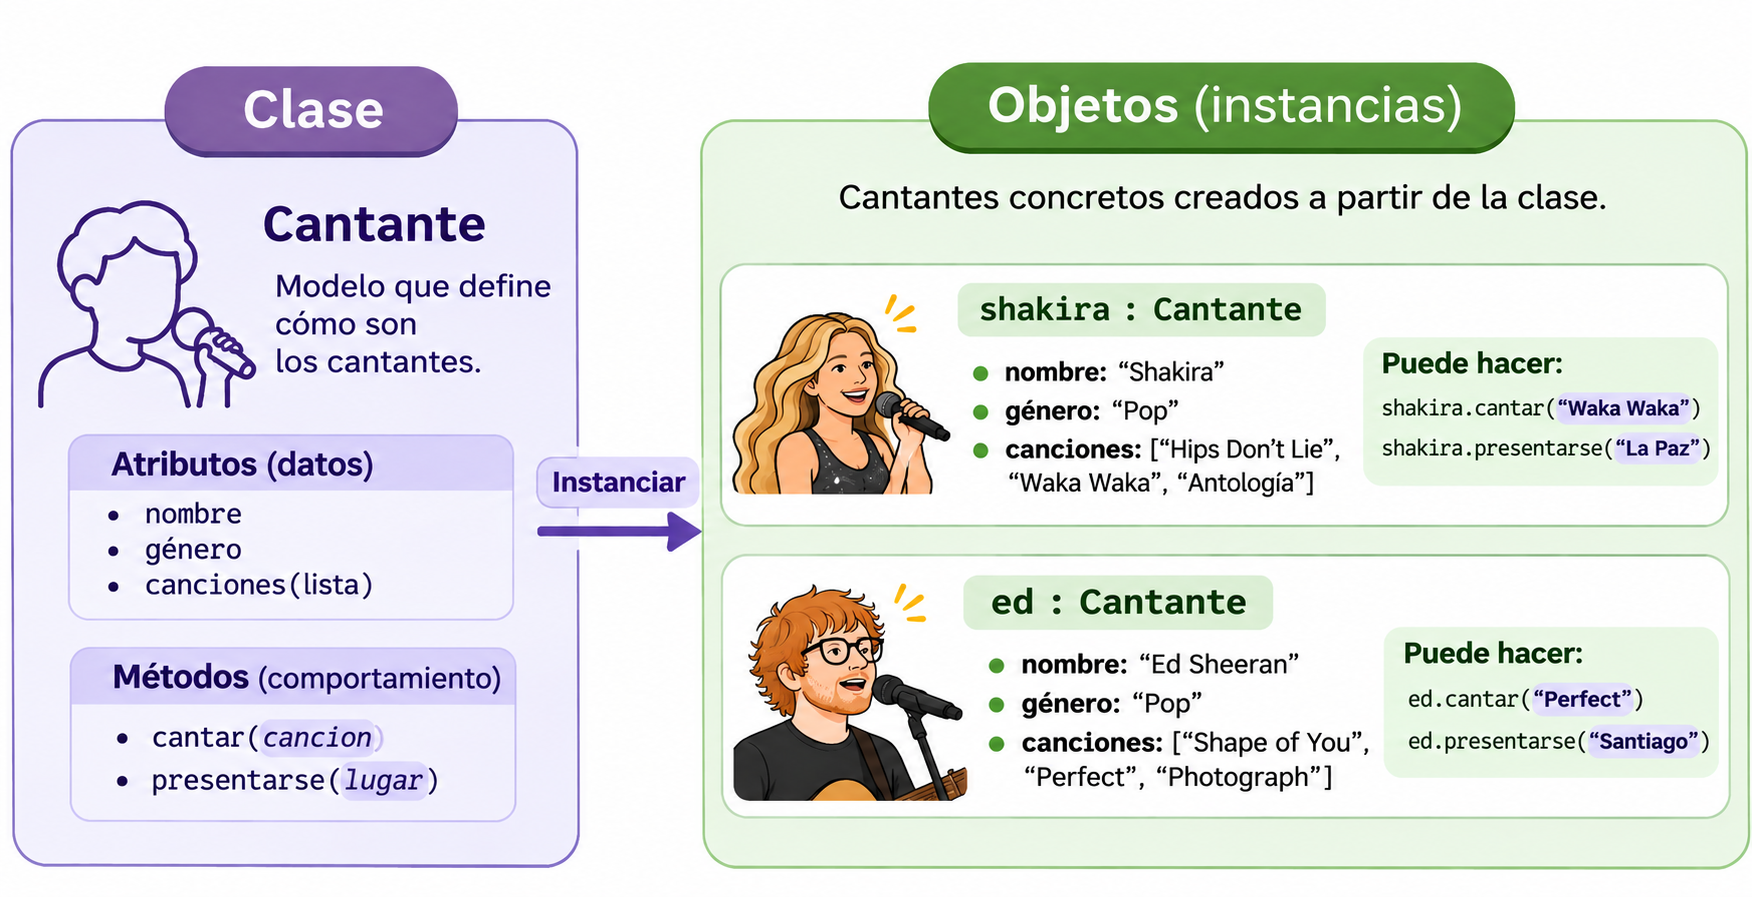 Clase
Cantante
Modelo que define
cómo son
los cantantes.
Atributos (datos)
• nombre
• género
• canciones(lista)
Métodos (comportamiento)
• cantar(cancion)
• presentarse(lugar)
Instanciar
Objetos (instancias)
Cantantes concretos creados a partir de la clase.
shakira : Cantante
• nombre: “Shakira”
• género: “Pop”
• canciones: [“Hips Don’t Lie”,
“Waka Waka”, “Antología”]
Puede hacer:
shakira.cantar(“Waka Waka”)
shakira.presentarse(“La Paz”)
ed : Cantante
• nombre: “Ed Sheeran”
• género: “Pop”
• canciones: [“Shape of You”,
“Perfect”, “Photograph”]
Puede hacer:
ed.cantar(“Perfect”)
ed.presentarse(“Santiago”)